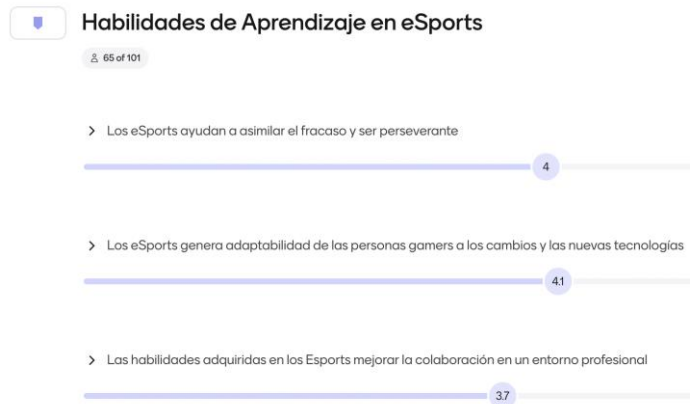 Habilidades de Aprendizaje en eSports
65 of 101
Los eSports ayudan a asimilar el fracaso y ser perseverante
4
Los eSports genera adaptabilidad de las personas gamers a los cambios y las nuevas tecnologías
4.1
Las habilidades adquiridas en los Esports mejorar la colaboración en un entorno profesional
3.7